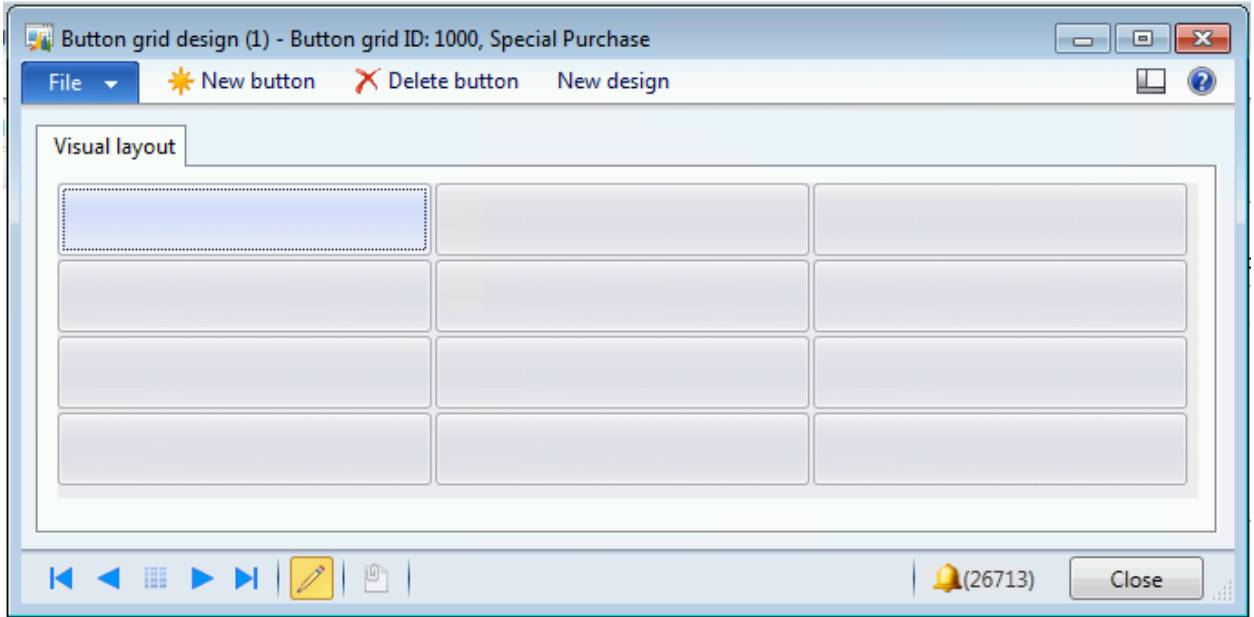 Button grid design (1) - Button grid ID: 1000, Special Purchase
File New button Delete button New design
Visual layout
(26713) Close